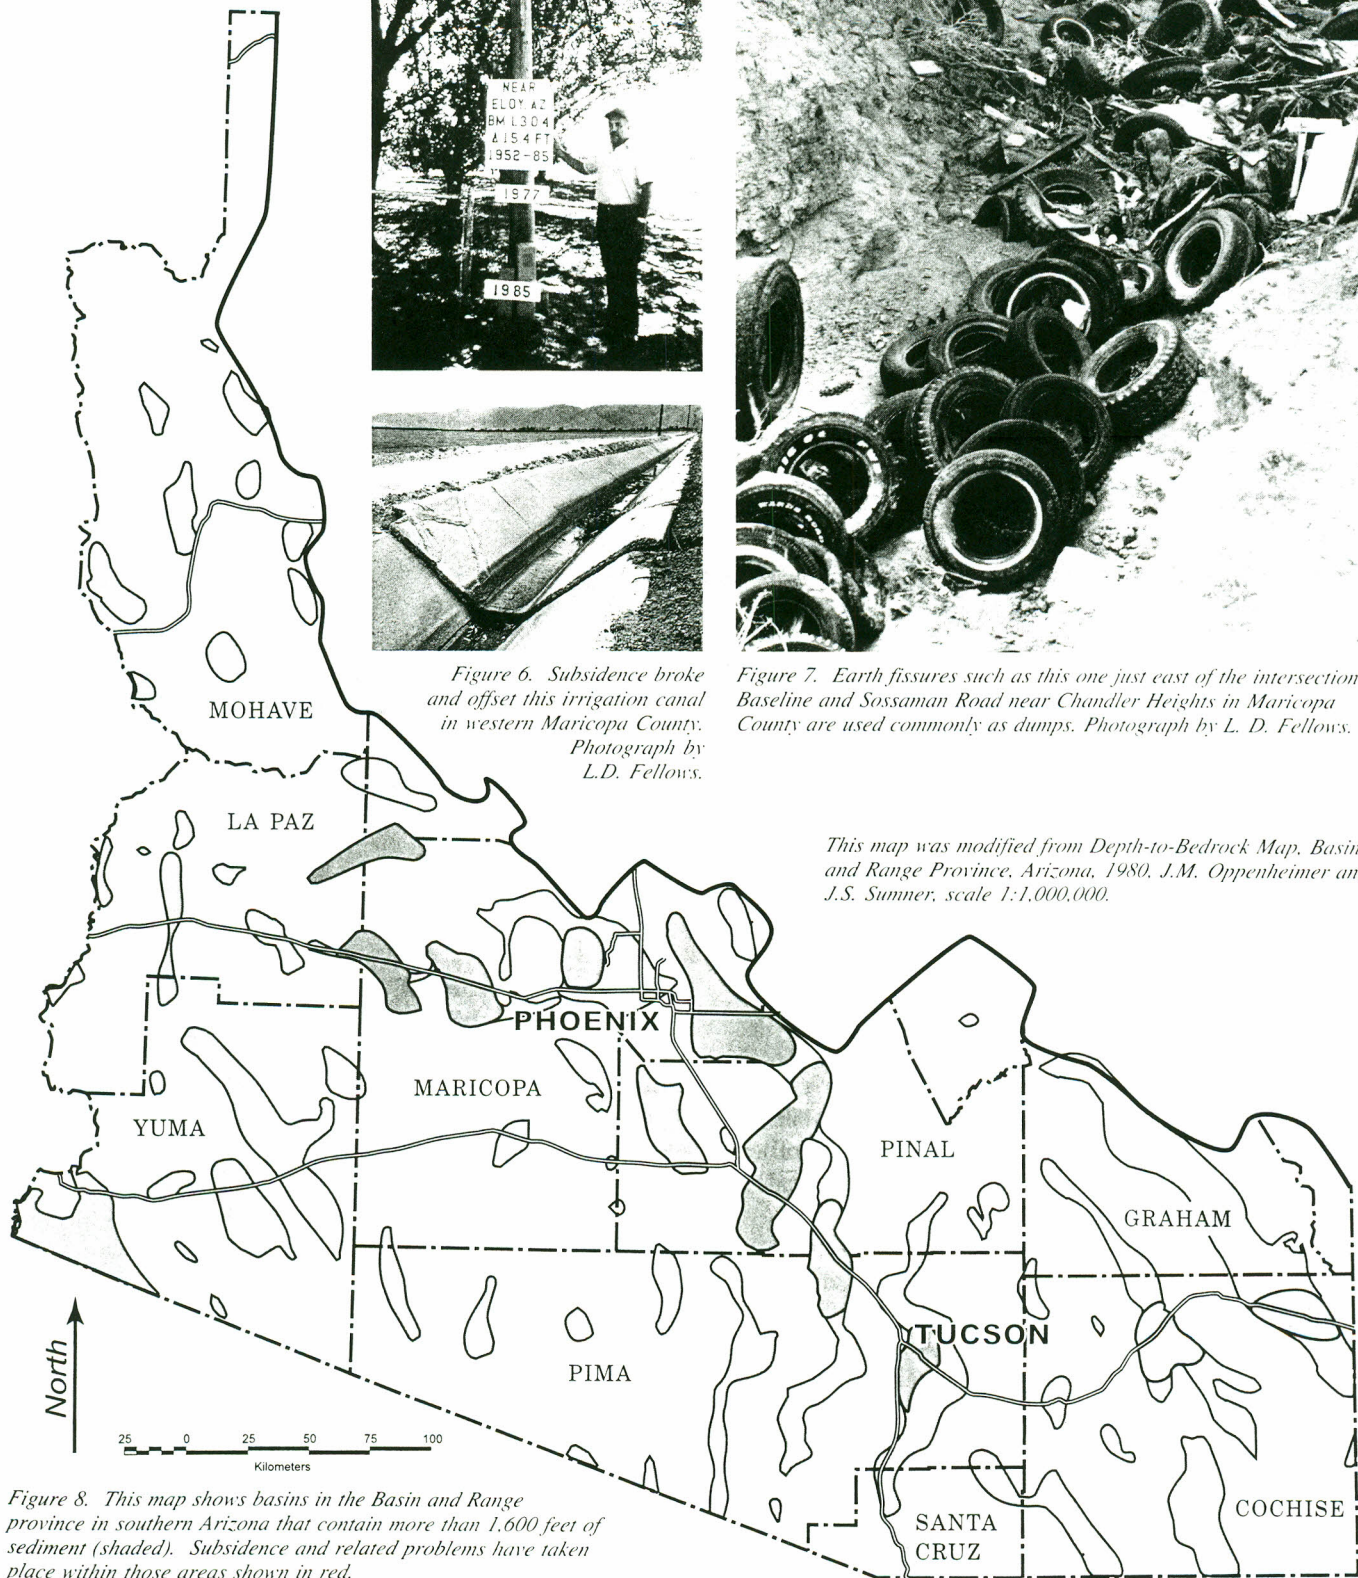 NEAR
ELOY AZ
BM L304
Δ 15.4 FT
1952-85
1977
1985
Figure 6. Subsidence broke
and offset this irrigation canal
in western Maricopa County.
Photograph by
L.D. Fellows.
Figure 7. Earth fissures such as this one just east of the intersection
Baseline and Sossaman Road near Chandler Heights in Maricopa
County are used commonly as dumps. Photograph by L. D. Fellows.
This map was modified from Depth-to-Bedrock Map, Basin
and Range Province, Arizona, 1980, J.M. Oppenheimer an
J.S. Sumner, scale 1:1,000,000.
MOHAVE
LA PAZ
PHOENIX
MARICOPA
YUMA
PINAL
GRAHAM
TUCSON
PIMA
SANTA
CRUZ
COCHISE
North
25 0 25 50 75 100
Kilometers
Figure 8. This map shows basins in the Basin and Range
province in southern Arizona that contain more than 1,600 feet of
sediment (shaded). Subsidence and related problems have taken
place within those areas shown in red.